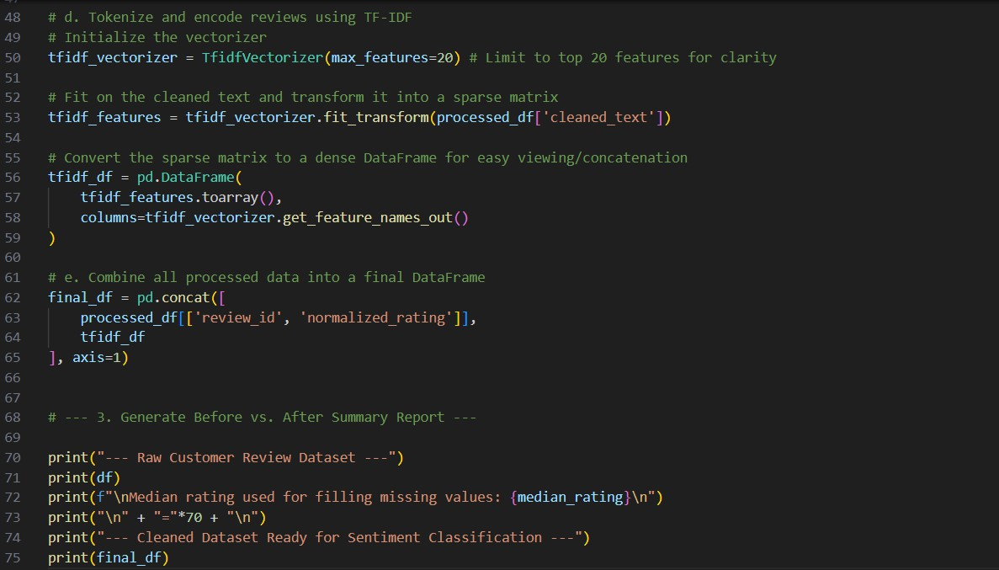 48 # d. Tokenize and encode reviews using TF-IDF
49 # Initialize the vectorizer
50 tfidf_vectorizer = TfidfVectorizer(max_features=20) # Limit to top 20 features for clarity
51
52 # Fit on the cleaned text and transform it into a sparse matrix
53 tfidf_features = tfidf_vectorizer.fit_transform(processed_df['cleaned_text'])
54
55 # Convert the sparse matrix to a dense DataFrame for easy viewing/concatenation
56 tfidf_df = pd.DataFrame(
57     tfidf_features.toarray(),
58     columns=tfidf_vectorizer.get_feature_names_out()
59 )
60
61 # e. Combine all processed data into a final DataFrame
62 final_df = pd.concat([
63     processed_df[['review_id', 'normalized_rating']],
64     tfidf_df
65 ], axis=1)
66
67
68 # --- 3. Generate Before vs. After Summary Report ---
69
70 print("--- Raw Customer Review Dataset ---")
71 print(df)
72 print(f"\nMedian rating used for filling missing values: {median_rating}\n")
73 print("\n" + "="*70 + "\n")
74 print("--- Cleaned Dataset Ready for Sentiment Classification ---")
75 print(final_df)